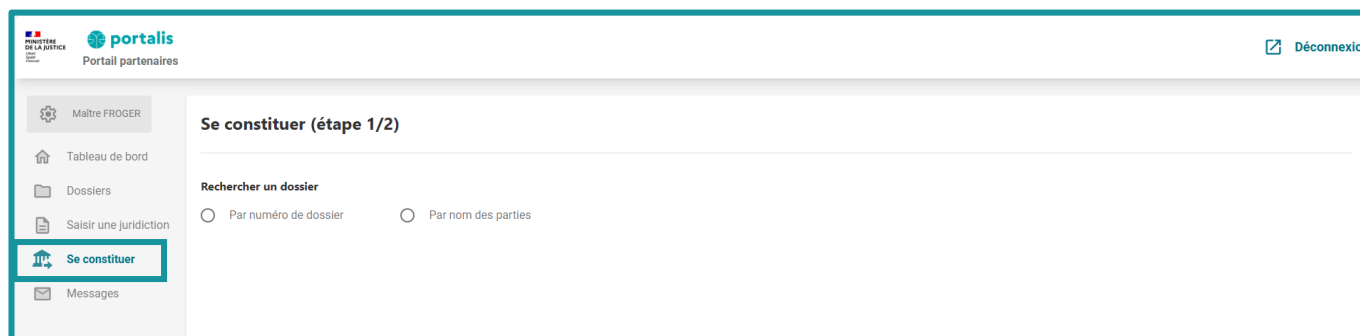 MINISTÈRE
DE LA JUSTICE
portalis
Portail partenaires
Déconnexio
Maître FROGER
Se constituer (étape 1/2)
Tableau de bord
Rechercher un dossier
Dossiers
Par numéro de dossier Par nom des parties
Saisir une juridiction
Se constituer
Messages